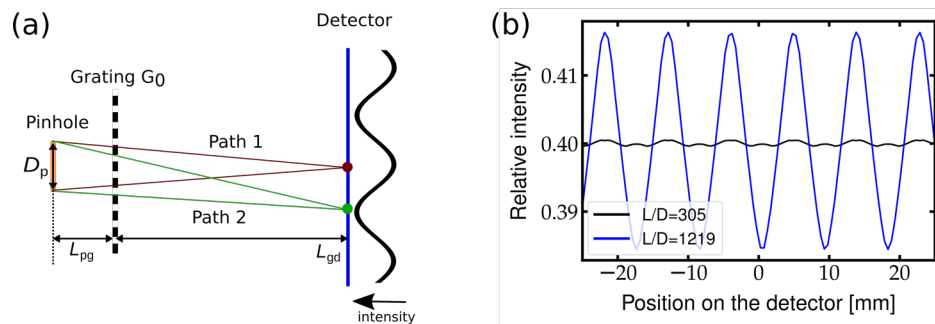 (a)
Detector
Grating G₀
Pinhole
Path 1
Dₚ
Path 2
Lₚg
L_gd
intensity
(b)
Relative intensity
0.41
0.40
0.39
L/D=305
L/D=1219
−20 −10 0 10 20
Position on the detector [mm]